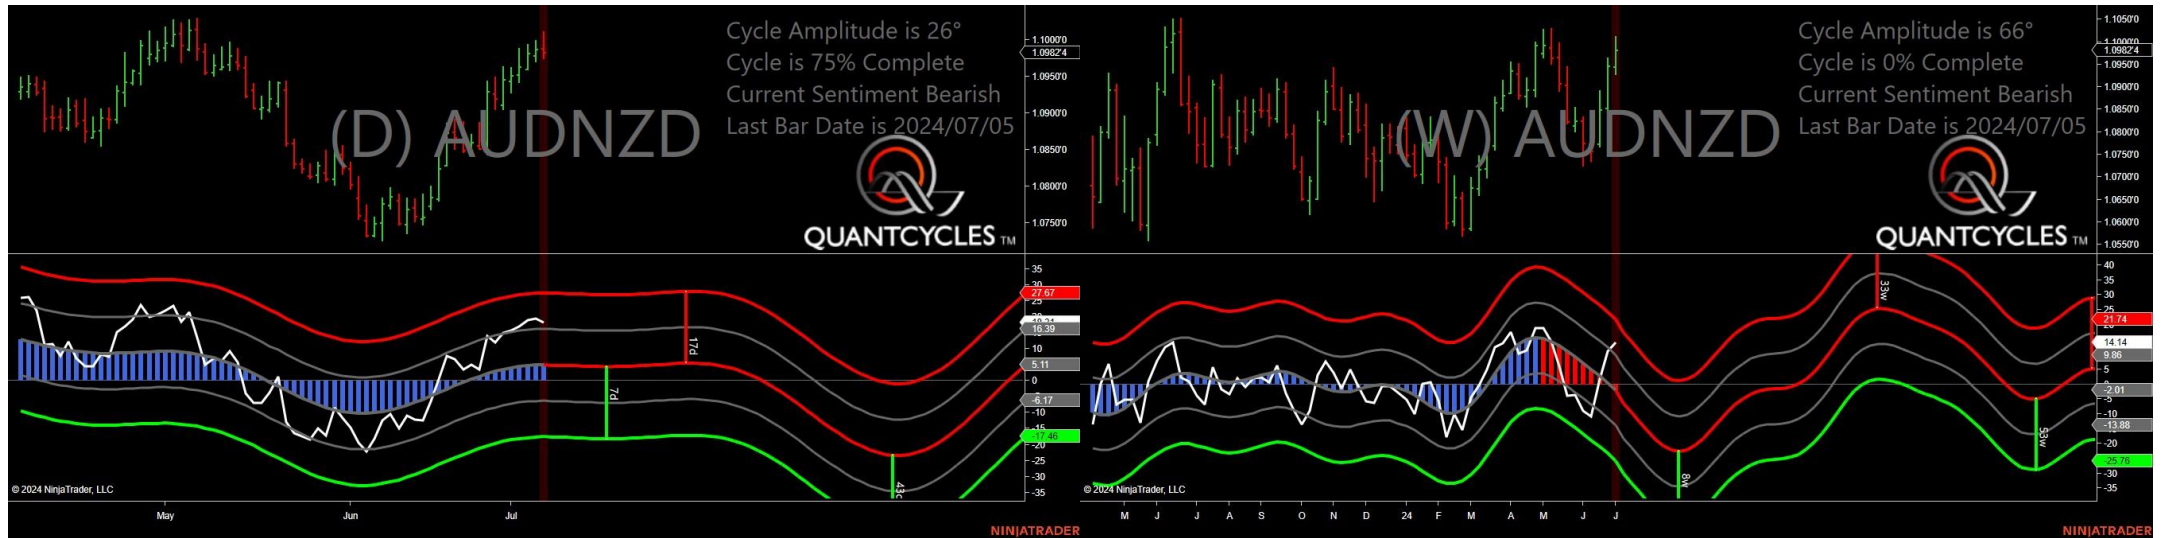 Cycle Amplitude is 26°
Cycle is 75% Complete
Current Sentiment Bearish
Last Bar Date is 2024/07/05
(D) AUDNZD
QUANTCYCLES TM
1.1000'0
1.0982'4
1.0950'0
1.0900'0
1.0850'0
1.0800'0
1.0750'0
35
27.67
25
16.39
10
5.11
0
-6.17
-10
-15
-17.46
-20
-25
-30
-35
7d
17d
© 2024 NinjaTrader, LLC
May Jun Jul
NINJATRADER
Cycle Amplitude is 66°
Cycle is 0% Complete
Current Sentiment Bearish
Last Bar Date is 2024/07/05
(W) AUDNZD
QUANTCYCLES TM
1.1050'0
1.1000'0
1.0982'4
1.0950'0
1.0900'0
1.0850'0
1.0800'0
1.0750'0
1.0700'0
1.0650'0
1.0600'0
1.0550'0
40
35
30
25
21.74
14.14
9.86
5
-2.01
-5
-10
-13.88
-20
-25.76
-30
-35
8w
33w
53w
© 2024 NinjaTrader, LLC
M J J A S O N D 24 F M A M J J
NINJATRADER